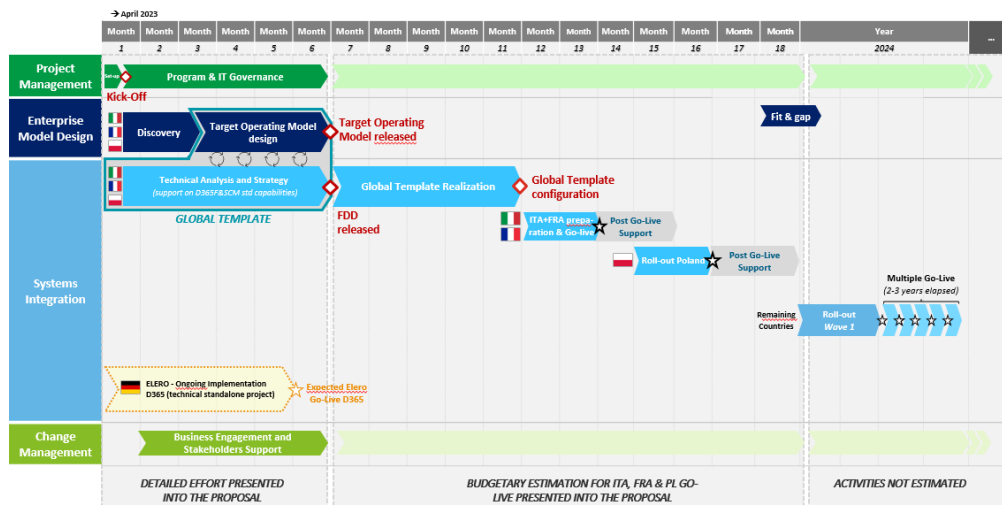 April 2023
Month Month Month Month Month Month Month Month Month Month Month Month Month Month Month Month Month Month Year ...
1 2 3 4 5 6 7 8 9 10 11 12 13 14 15 16 17 18 2024
Project
Management
Set-up
Program & IT Governance
Kick-Off
Enterprise
Model Design
Discovery
Target Operating Model
design
Target Operating
Model released
Fit & gap
Systems
Integration
Technical Analysis and Strategy
(support on D365F&SCM std capabilities)
GLOBAL TEMPLATE
FDD
released
Global Template Realization
Global Template
configuration
ITA+FRA prepa-
ration & Go-live
Post Go-Live
Support
Roll-out Poland
Post Go-Live
Support
Remaining
Countries
Roll-out
Wave 1
Multiple Go-Live
(2-3 years elapsed)
ELERO - Ongoing Implementation
D365 (technical standalone project)
Expected Elero
Go-Live D365
Change
Management
Business Engagement and
Stakeholders Support
DETAILED EFFORT PRESENTED
INTO THE PROPOSAL
BUDGETARY ESTIMATION FOR ITA, FRA & PL GO-
LIVE PRESENTED INTO THE PROPOSAL
ACTIVITIES NOT ESTIMATED